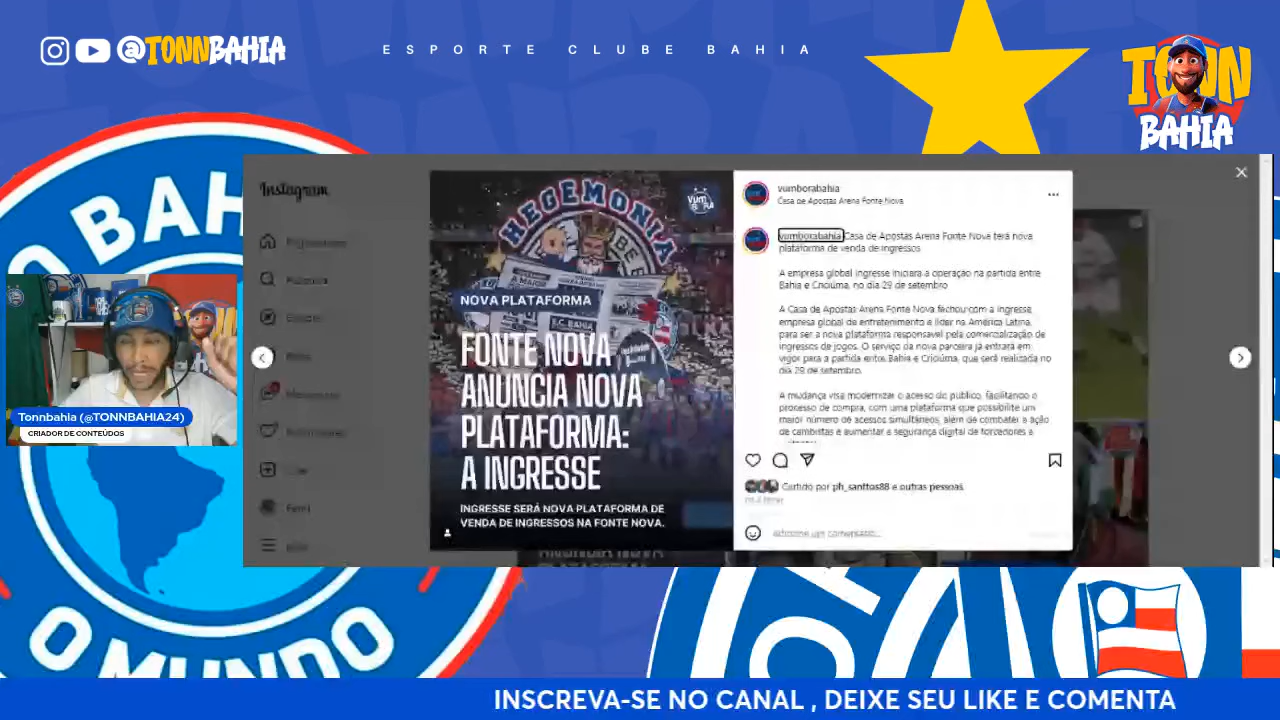 @TONNBAHIA
ESPORTE CLUBE BAHIA
TONN
BAHIA
O BAH
O MUNDO
Tonnbahia (@TONNBAHIA24)
CRIADOR DE CONTEÚDOS
Instagram
HEGEMONIA
NOVA PLATAFORMA
FONTE NOVA
ANUNCIA NOVA
PLATAFORMA:
A INGRESSE
INGRESSE SERÁ NOVA PLATAFORMA DE
VENDA DE INGRESSOS NA FONTE NOVA.
vumborabahia
Casa de Apostas Arena Fonte Nova
vumborabahia Casa de Apostas Arena Fonte Nova terá nova
plataforma de venda de ingressos
A empresa global Ingresse iniciará a operação na partida entre
Bahia e Criciúma, no dia 29 de setembro
A Casa de Apostas Arena Fonte Nova fechou com a Ingresse,
empresa global de entretenimento e líder na América Latina,
para ser a nova plataforma responsável pela comercialização de
ingressos de jogos. O serviço da nova parceira já entrará em
vigor para a partida entre Bahia e Criciúma, que será realizada no
dia 29 de setembro.
A mudança visa modernizar o acesso do público, facilitando o
processo de compra, com uma plataforma que possibilite um
maior número de acessos simultâneos, além de combater a ação
de cambistas e aumentar a segurança digital de torcedores e
Curtido por ph_santtos88 e outras pessoas
Adicione um comentário...
INSCREVA-SE NO CANAL , DEIXE SEU LIKE E COMENTA